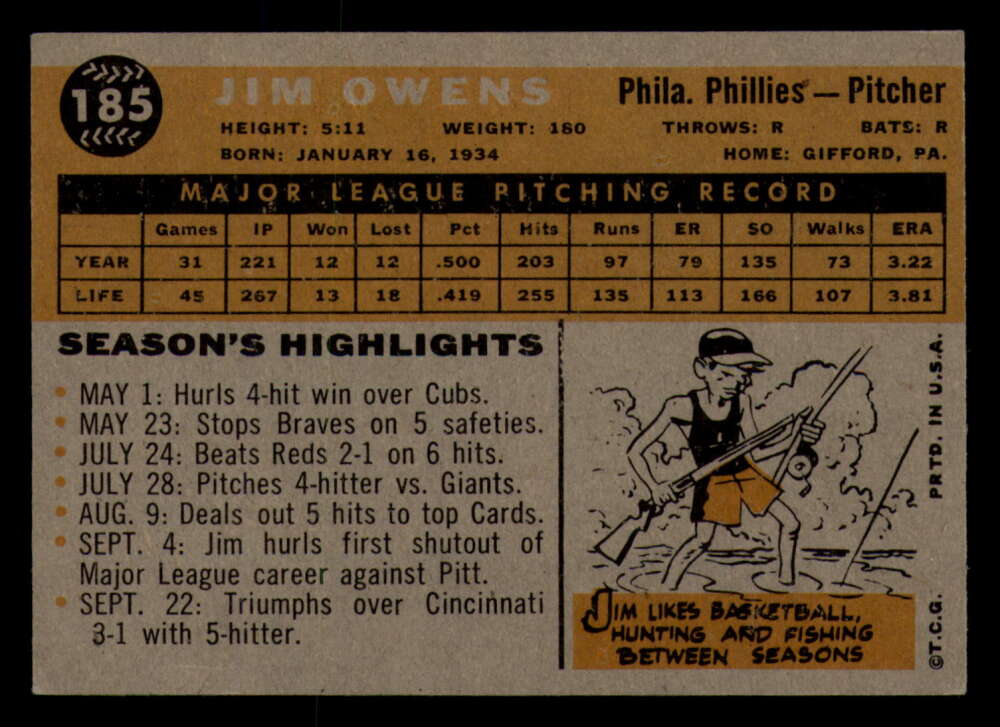 185
JIM OWENS
Phila. Phillies — Pitcher
HEIGHT: 5:11 WEIGHT: 180 THROWS: R BATS: R
BORN: JANUARY 16, 1934 HOME: GIFFORD, PA.
MAJOR LEAGUE PITCHING RECORD
Games IP Won Lost Pct Hits Runs ER SO Walks ERA
YEAR 31 221 12 12 .500 203 97 79 135 73 3.22
LIFE 45 267 13 18 .419 255 135 113 166 107 3.81
SEASON'S HIGHLIGHTS
• MAY 1: Hurls 4-hit win over Cubs.
• MAY 23: Stops Braves on 5 safeties.
• JULY 24: Beats Reds 2-1 on 6 hits.
• JULY 28: Pitches 4-hitter vs. Giants.
• AUG. 9: Deals out 5 hits to top Cards.
• SEPT. 4: Jim hurls first shutout of
Major League career against Pitt.
• SEPT. 22: Triumphs over Cincinnati
3-1 with 5-hitter.
JIM LIKES BASKETBALL,
HUNTING AND FISHING
BETWEEN SEASONS
©T.C.G. PRTD. IN U.S.A.